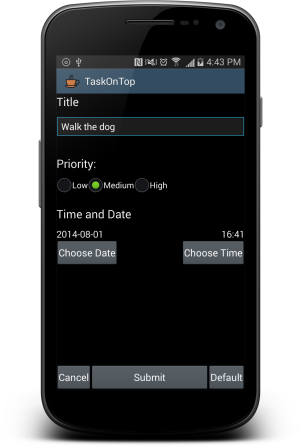 4:43 PM
TaskOnTop
Title
Walk the dog
Priority:
Low Medium High
Time and Date
2014-08-01 16:41
Choose Date Choose Time
Cancel Submit Default